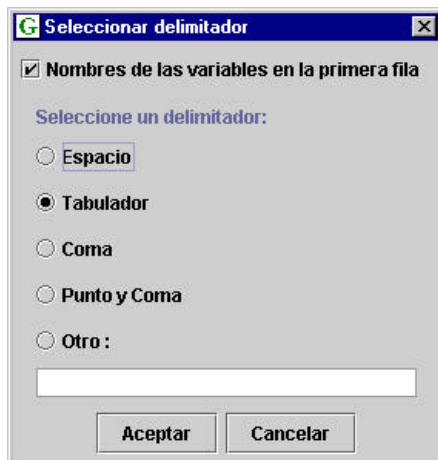 G Seleccionar delimitador
Nombres de las variables en la primera fila
Seleccione un delimitador:
Espacio
Tabulador
Coma
Punto y Coma
Otro :
Aceptar Cancelar